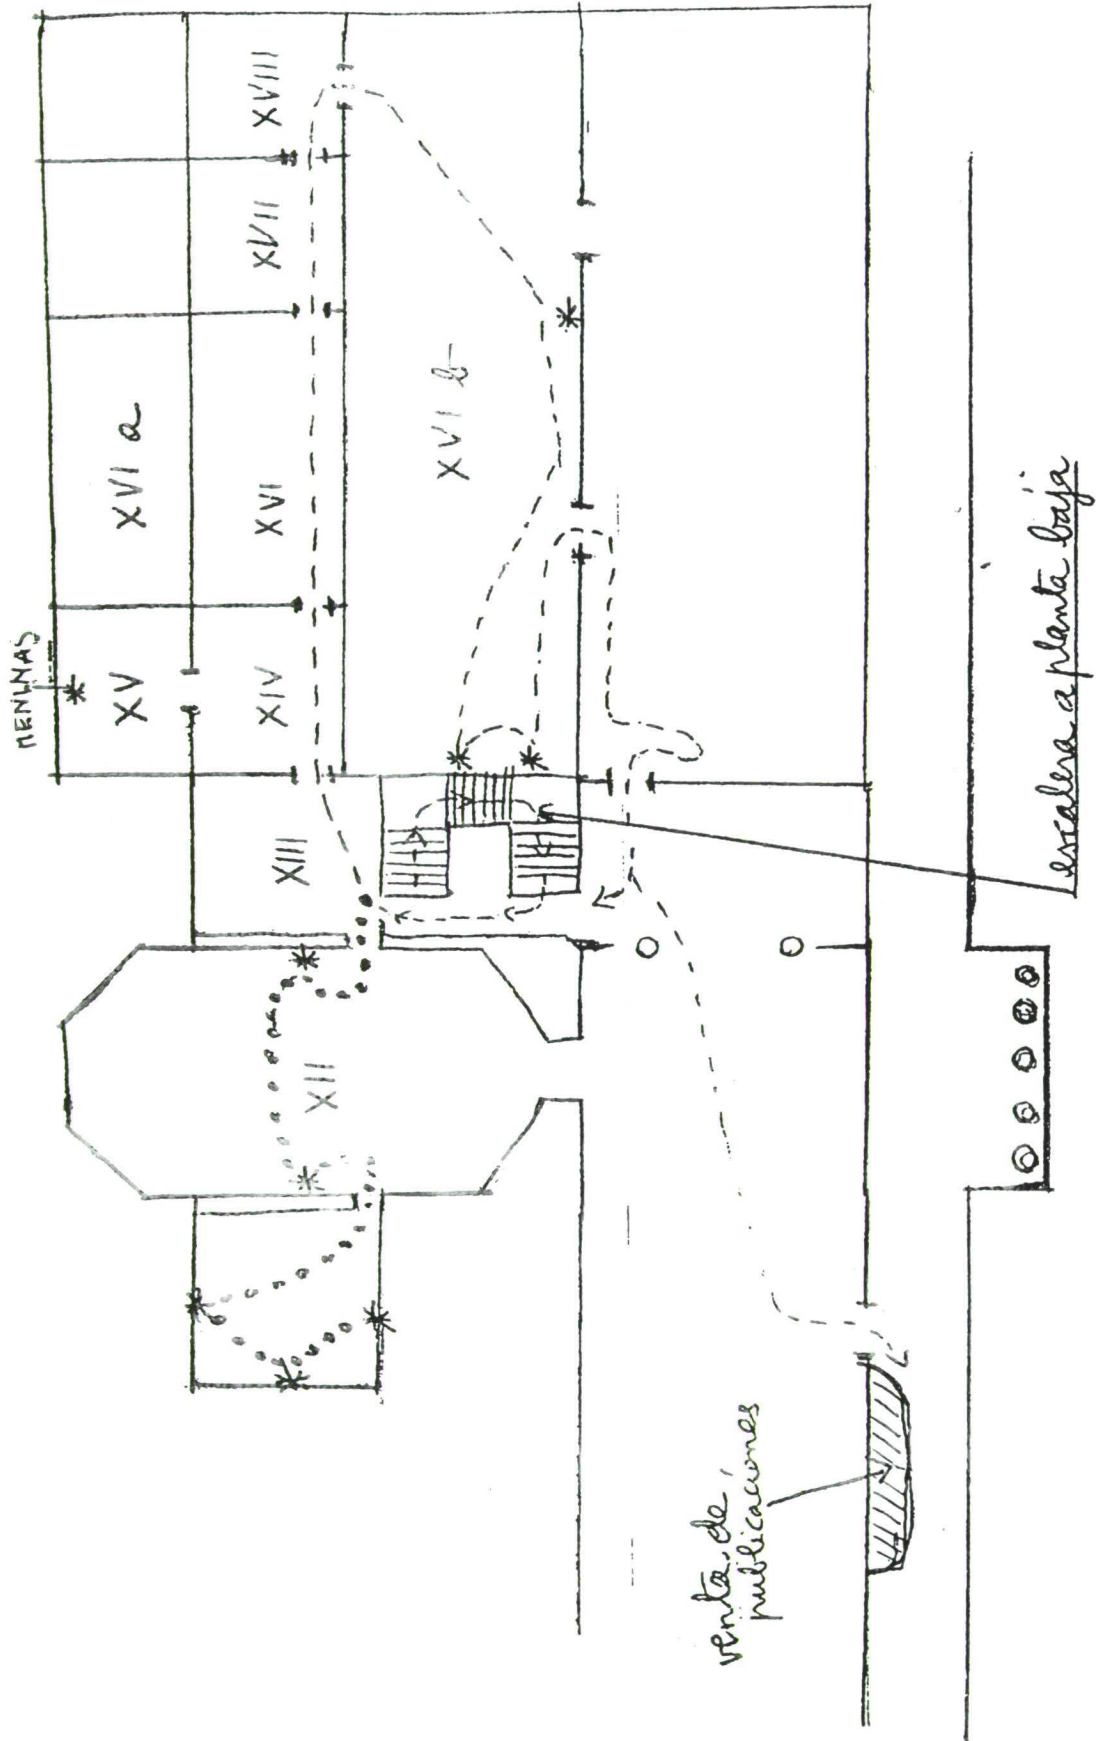 MENINAS
XV
XVI a
XIV
XVI
XVII
XVIII
XIII
XII
XVI b
venta de
publicaciones
escalera a planta baja